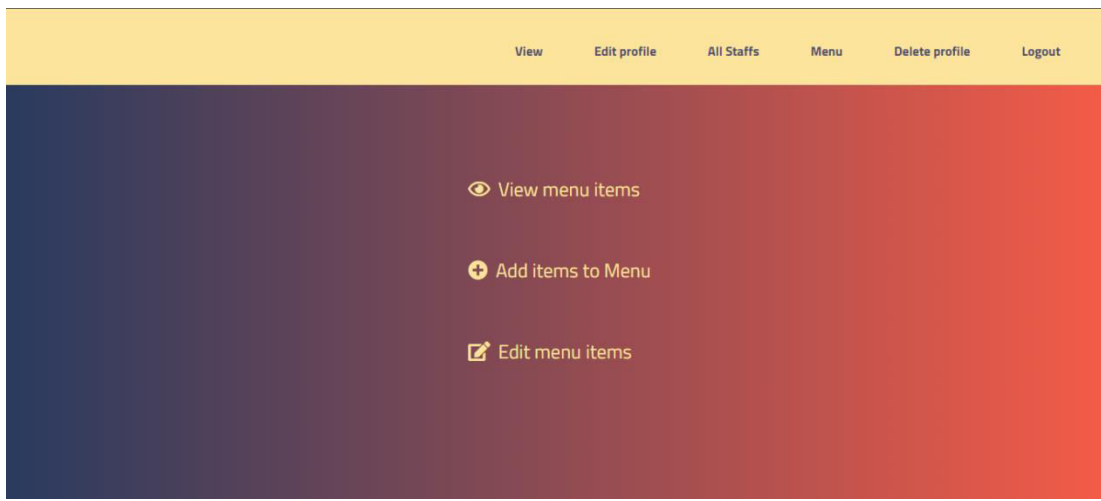 View Edit profile All Staffs Menu Delete profile Logout
View menu items
Add items to Menu
Edit menu items